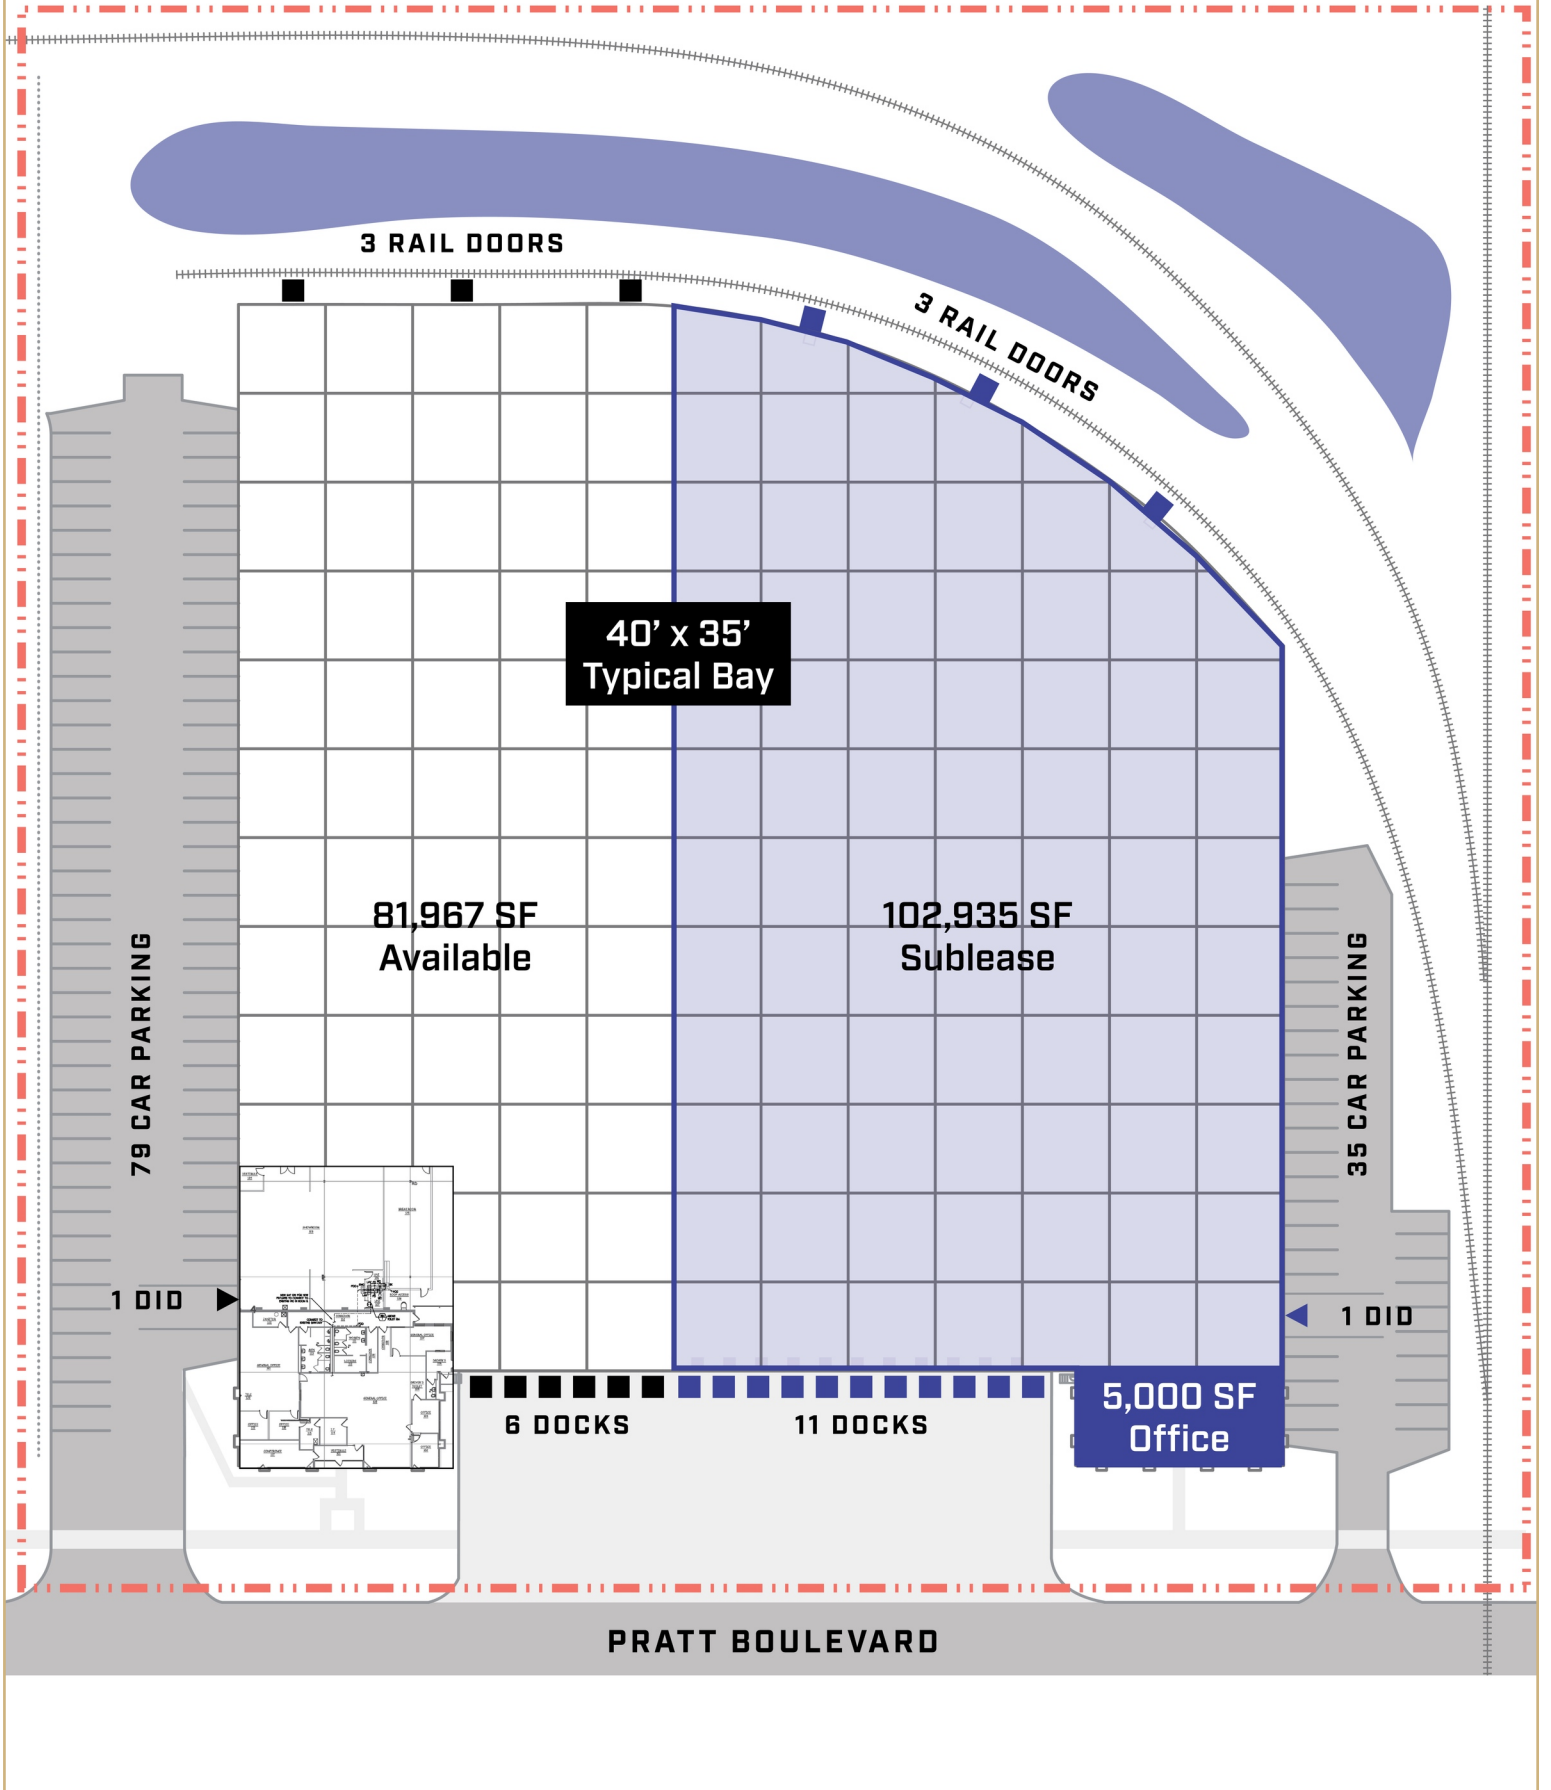 3 RAIL DOORS
3 RAIL DOORS
40’ x 35’
Typical Bay
81,967 SF
Available
102,935 SF
Sublease
79 CAR PARKING
35 CAR PARKING
1 DID
1 DID
6 DOCKS
11 DOCKS
5,000 SF
Office
PRATT BOULEVARD